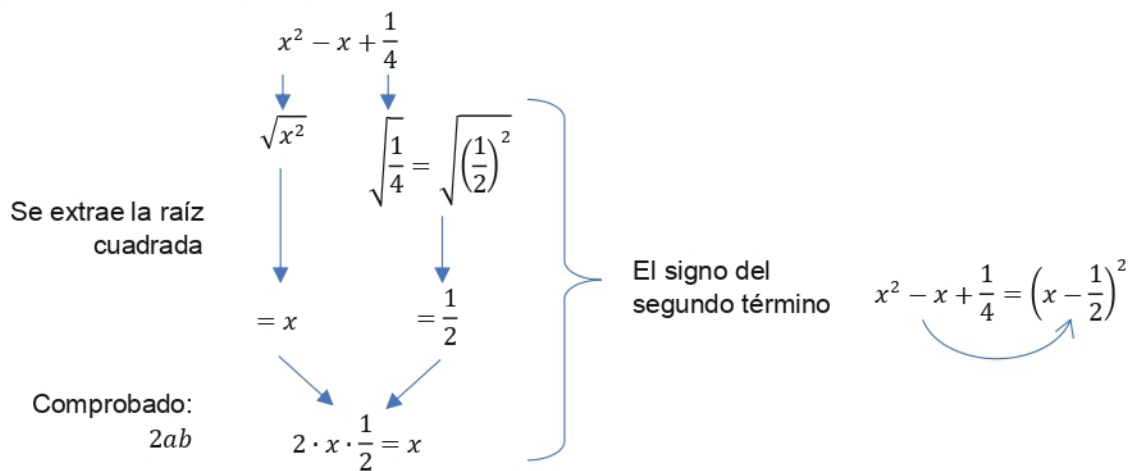 x² − x + 1/4
√x²
√(1/4) = √((1/2)²)
Se extrae la raíz
cuadrada
= x
= 1/2
Comprobado:
2ab
2 · x · 1/2 = x
El signo del
segundo término
x² − x + 1/4 = (x − 1/2)²